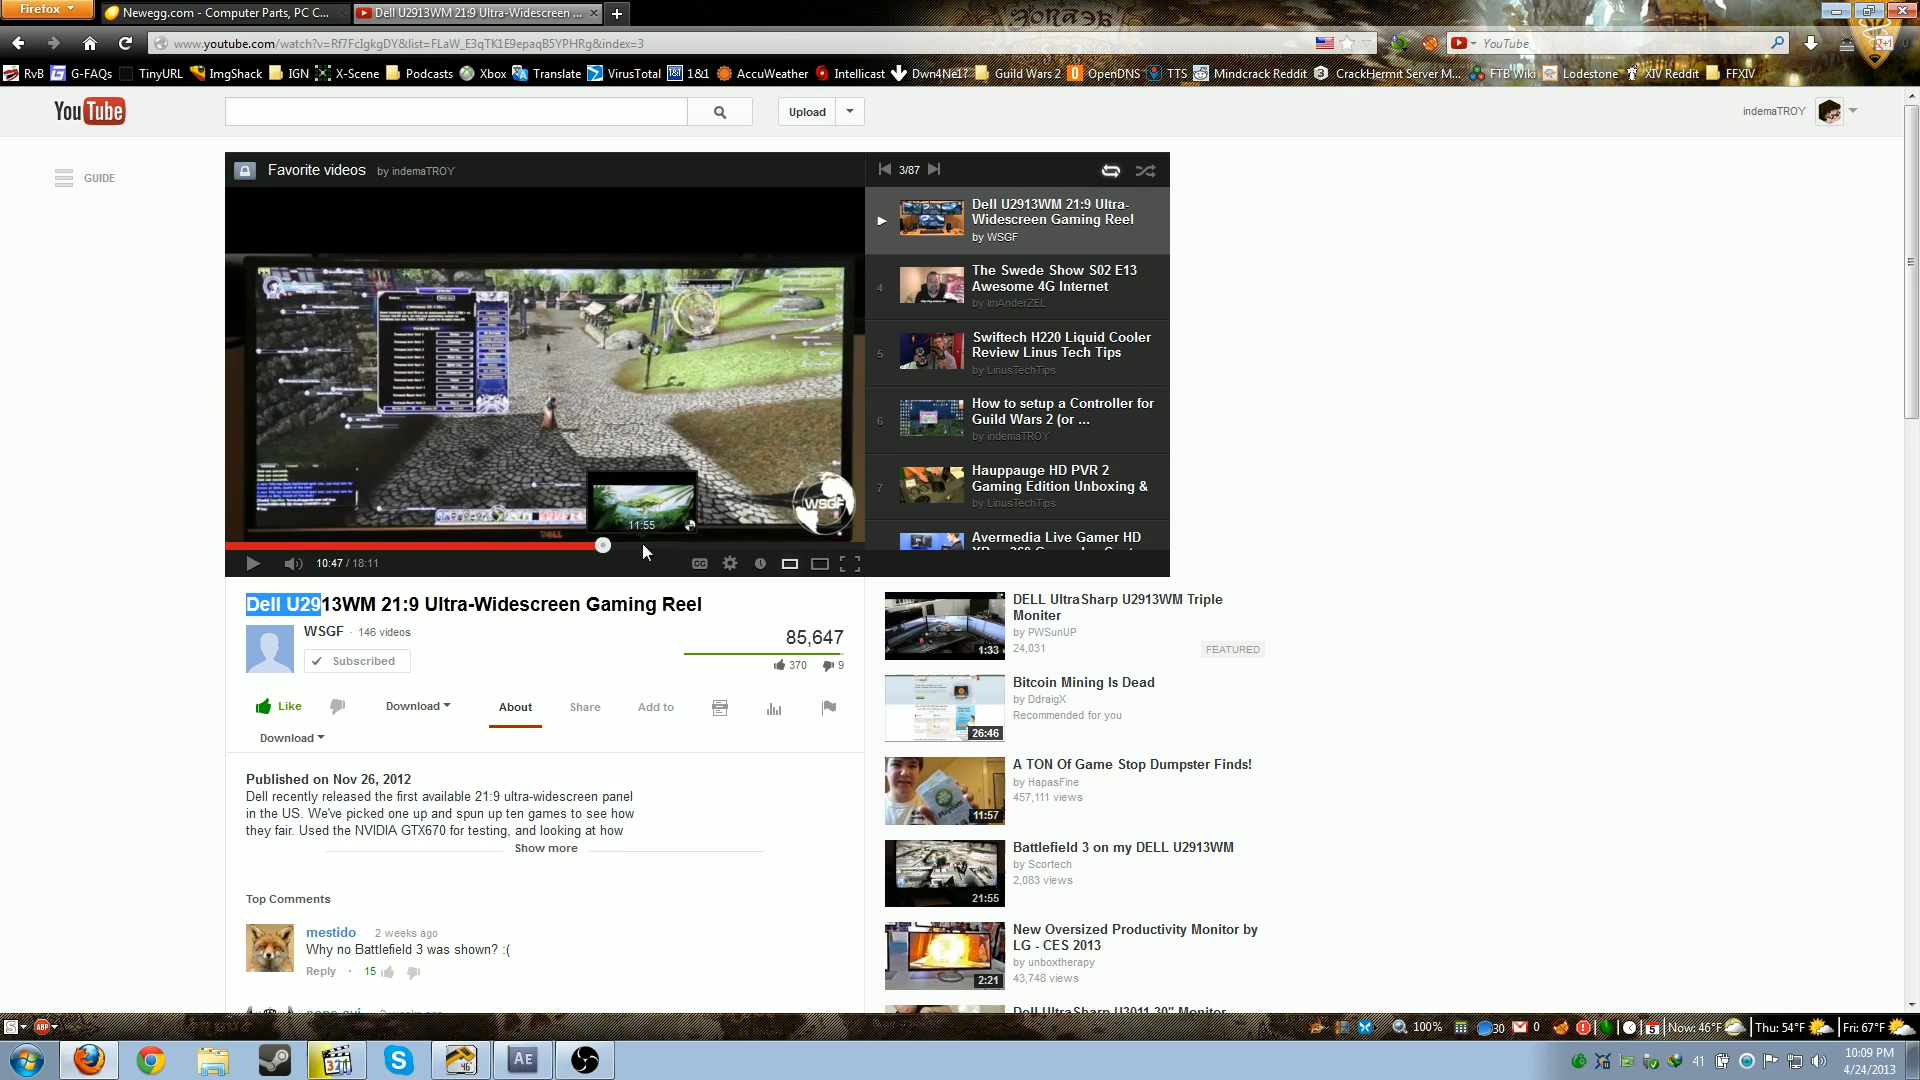 Firefox
Newegg.com - Computer Parts, PC C...
Dell U2913WM 21:9 Ultra-Widescreen ...
www.youtube.com/watch?v=Rf7FcIgkgDY&list=FLaW_E3qTK1E9epaqB5YPHRg&index=3
YouTube
RvB
G-FAQs
TinyURL
ImgShack
IGN
X-Scene
Podcasts
Xbox
Translate
VirusTotal
1&1
AccuWeather
Intellicast
Dwn4Ne1?
Guild Wars 2
OpenDNS
TTS
Mindcrack Reddit
CrackHermit Server M...
FTB Wiki
Lodestone
XIV Reddit
FFXIV
YouTube
Upload
indemaTROY
GUIDE
Favorite videos by indemaTROY
3/87
Dell U2913WM 21:9 Ultra-
Widescreen Gaming Reel
by WSGF
4
The Swede Show S02 E13
Awesome 4G Internet
by ImAnderZEL
5
Swiftech H220 Liquid Cooler
Review Linus Tech Tips
by LinusTechTips
6
How to setup a Controller for
Guild Wars 2 (or ...
by indemaTROY
7
Hauppauge HD PVR 2
Gaming Edition Unboxing &
by LinusTechTips
Avermedia Live Gamer HD
WSGF
DELL
11:55
10:47 / 18:11
CC
Dell U2913WM 21:9 Ultra-Widescreen Gaming Reel
WSGF · 146 videos
Subscribed
85,647
370
9
Like
Download
About
Share
Add to
Download
Published on Nov 26, 2012
Dell recently released the first available 21:9 ultra-widescreen panel
in the US. We've picked one up and spun up ten games to see how
they fair. Used the NVIDIA GTX670 for testing, and looking at how
Show more
Top Comments
mestido 2 weeks ago
Why no Battlefield 3 was shown? :(
Reply · 15
DELL UltraSharp U2913WM Triple
Moniter
by PWSunUP
24,031
FEATURED
1:33
Bitcoin Mining Is Dead
by DdraigX
Recommended for you
26:46
A TON Of Game Stop Dumpster Finds!
by HapasFine
457,111 views
11:57
Battlefield 3 on my DELL U2913WM
by Scortech
2,083 views
21:55
New Oversized Productivity Monitor by
LG - CES 2013
by unboxtherapy
43,748 views
2:21
Dell UltraSharp U3011 30" Monitor
ABP
100%
30
0
5
Now: 46°F
Thu: 54°F
Fri: 67°F
321
46
AE
41
10:09 PM
4/24/2013